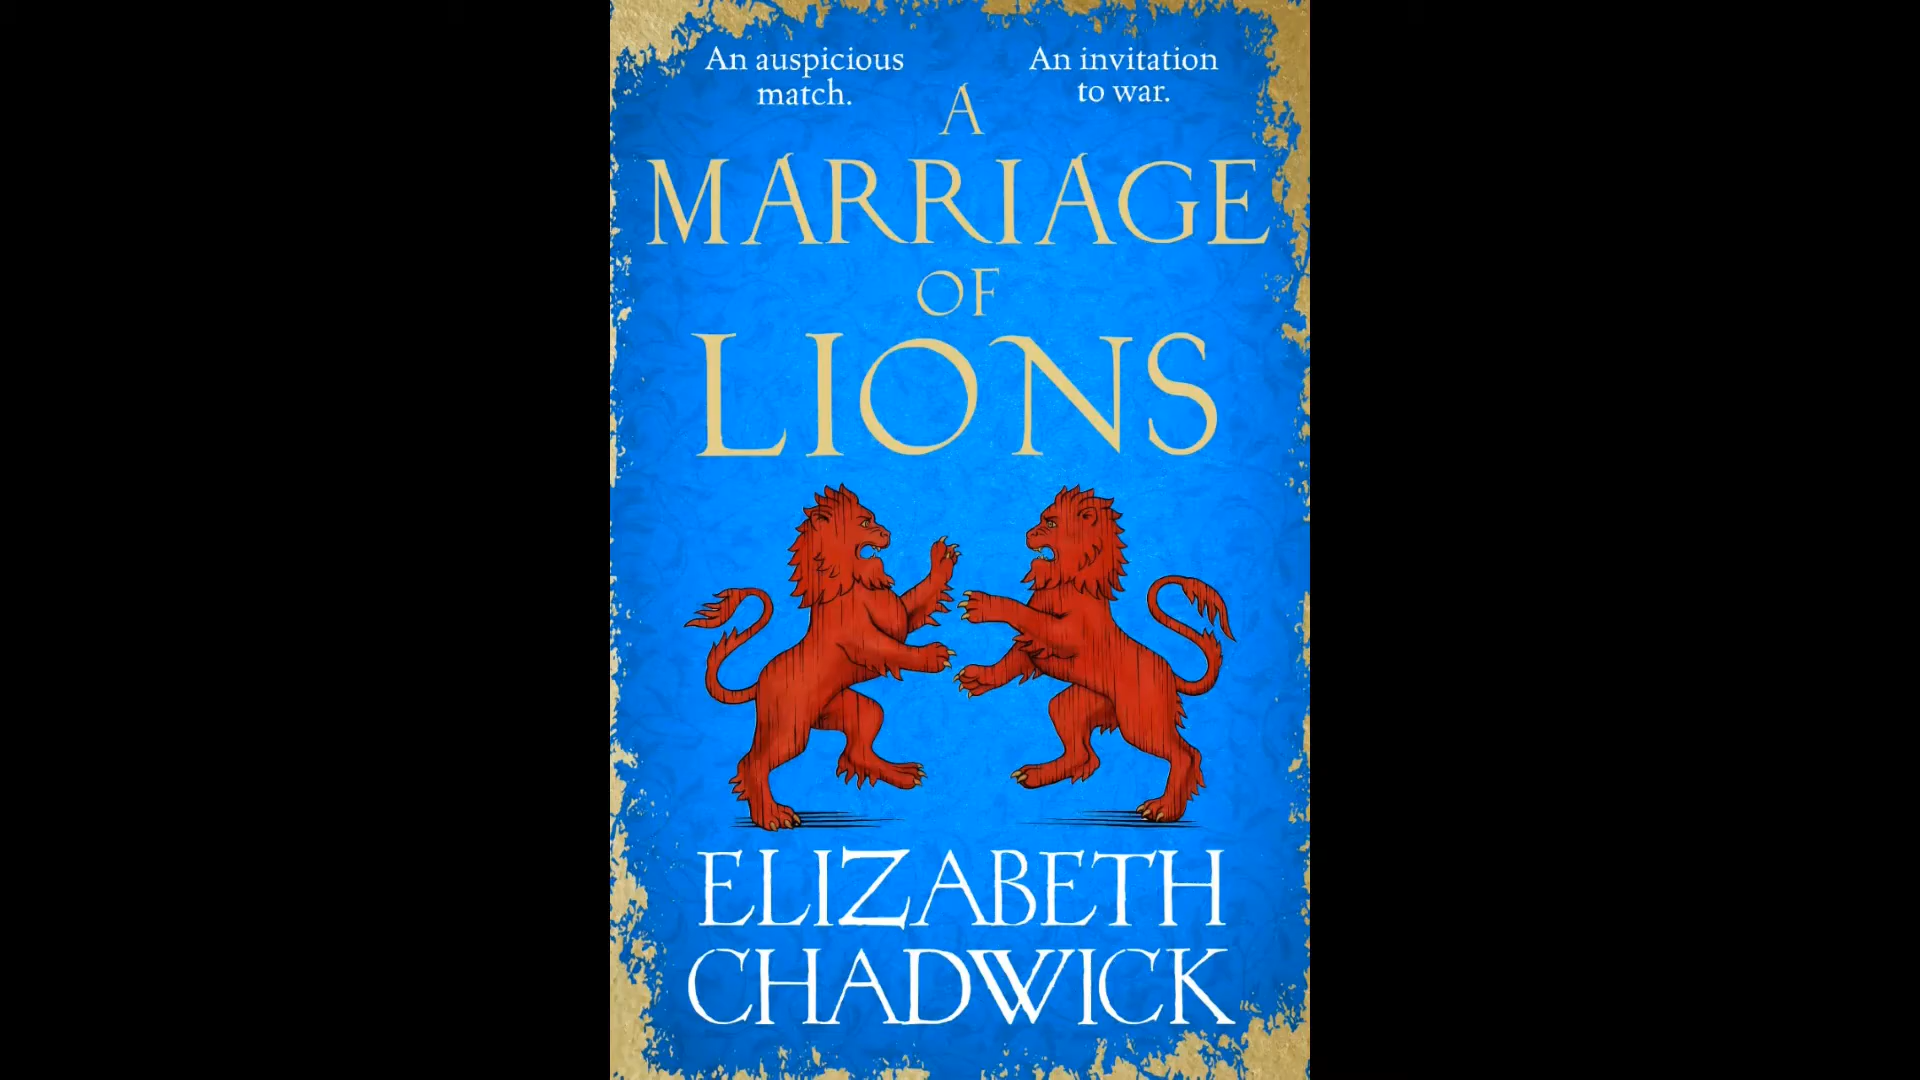 An auspicious
match.
An invitation
to war.
A
MARRIAGE
OF
LIONS
ELIZABETH
CHADWICK